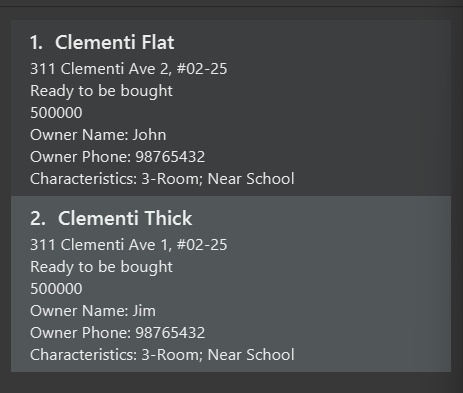 1. Clementi Flat
311 Clementi Ave 2, #02-25
Ready to be bought
500000
Owner Name: John
Owner Phone: 98765432
Characteristics: 3-Room; Near School
2. Clementi Thick
311 Clementi Ave 1, #02-25
Ready to be bought
500000
Owner Name: Jim
Owner Phone: 98765432
Characteristics: 3-Room; Near School